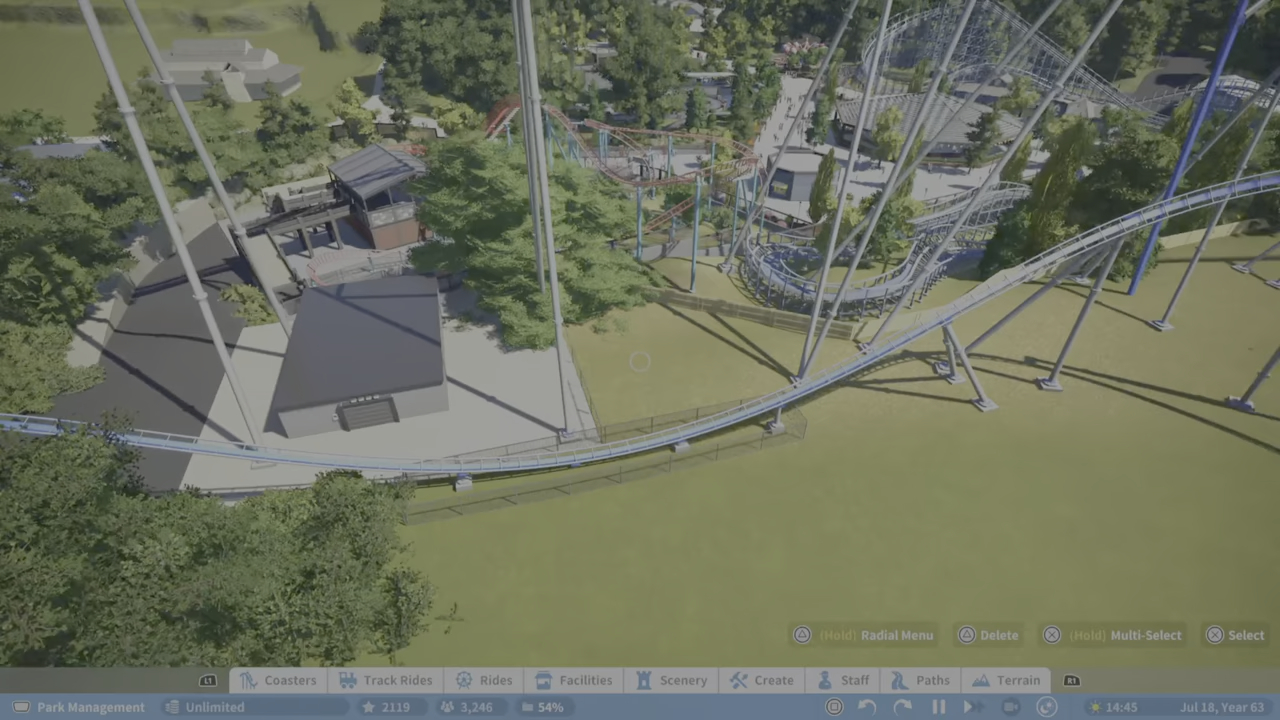 (Hold) Radial Menu Delete (Hold) Multi-Select Select
L1 Coasters Track Rides Rides Facilities Scenery Create Staff Paths Terrain R1
Park Management Unlimited 2119 3,246 54% 14:45 Jul 18, Year 63